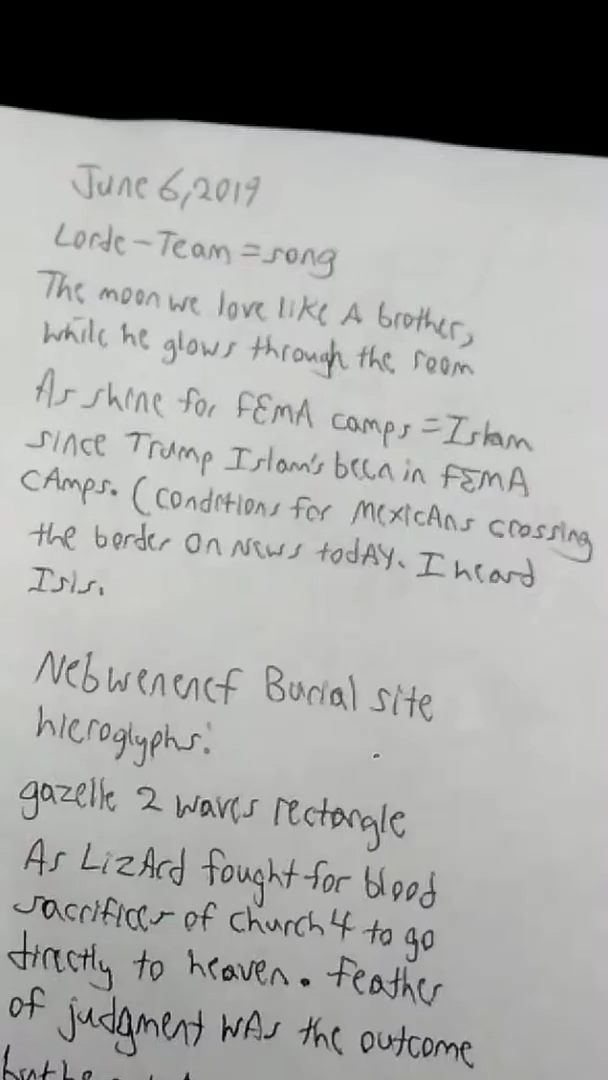 June 6, 2019
Lorde - Team = song
The moon we love like A brother,
while he glows through the room
As shine for FEMA camps = Islam
since Trump Islam's been in FEMA
CAmps. (conditions for MexicAns crossing
the border on News todAY. I heard
Isis.
Nebwenenef Burial site
hieroglyphs:
gazelle 2 waves rectangle
As LizArd fought for blood
sacrifices of church 4 to go
directly to heaven. Feather
of judgment wAs the outcome